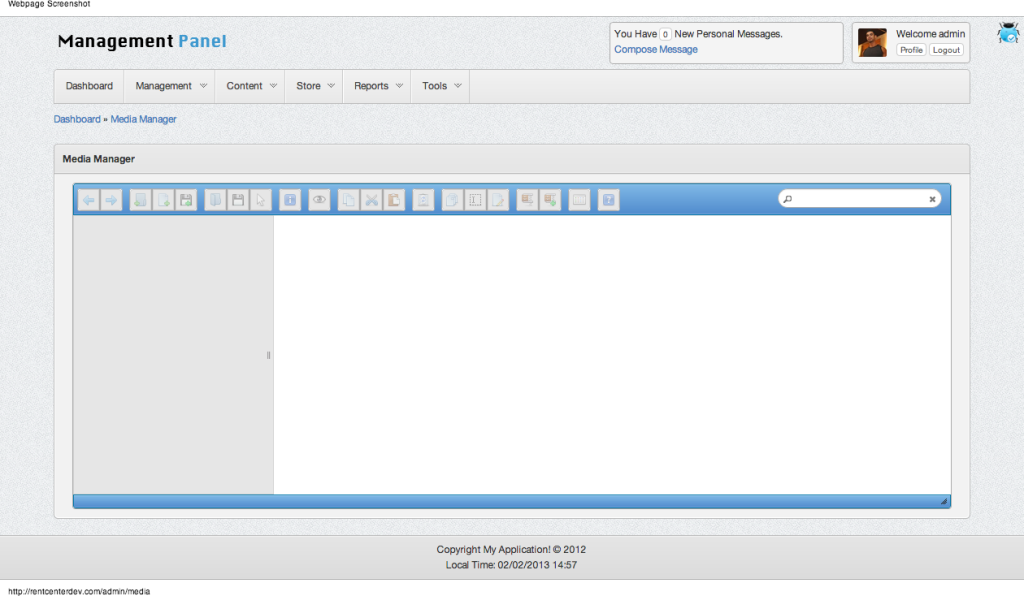 Webpage Screenshot
Management Panel
You Have 0 New Personal Messages.
Compose Message
Welcome admin
Profile Logout
Dashboard Management Content Store Reports Tools
Dashboard » Media Manager
Media Manager
Copyright My Application! © 2012
Local Time: 02/02/2013 14:57
http://rentcenterdev.com/admin/media